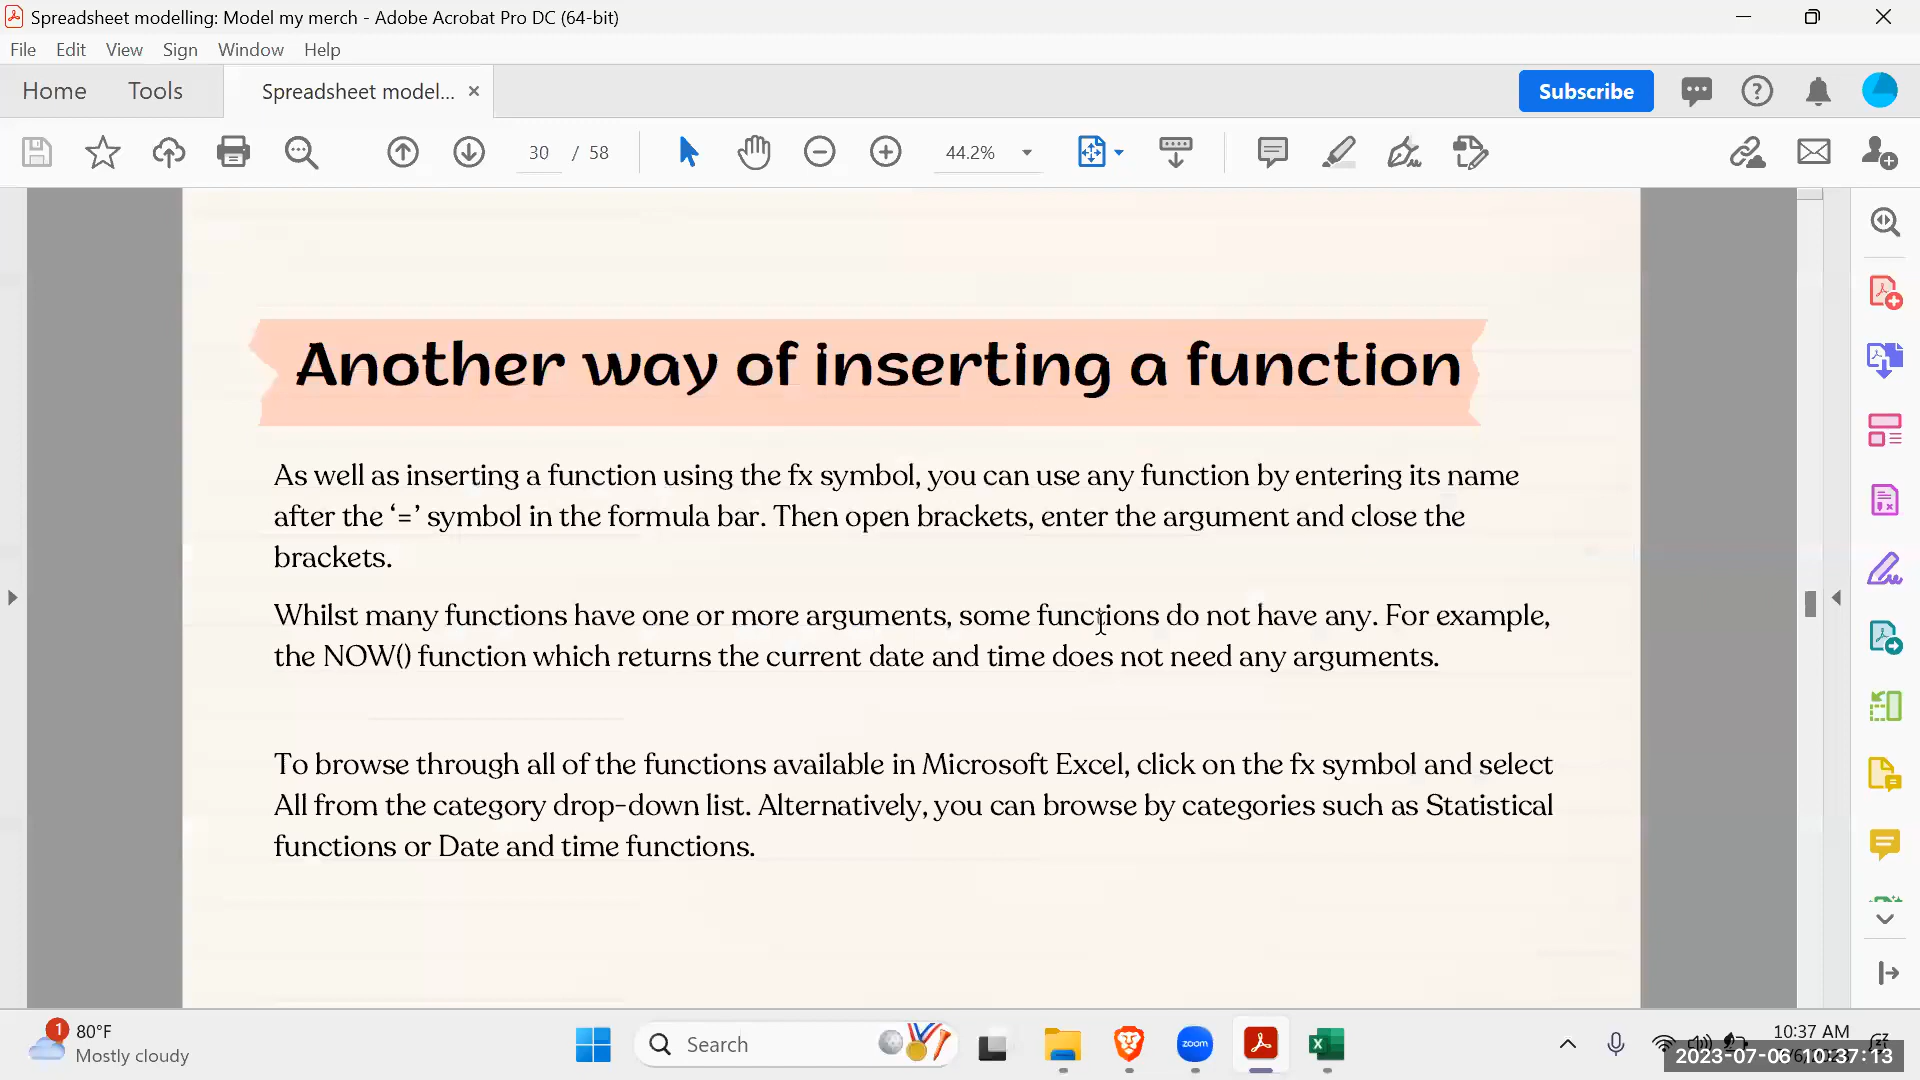 Spreadsheet modelling: Model my merch - Adobe Acrobat Pro DC (64-bit)
File Edit View Sign Window Help
Home Tools Spreadsheet model... × Subscribe
30 / 58 44.2%
Another way of inserting a function
As well as inserting a function using the fx symbol, you can use any function by entering its name
after the ‘=’ symbol in the formula bar. Then open brackets, enter the argument and close the
brackets.
Whilst many functions have one or more arguments, some functions do not have any. For example,
the NOW() function which returns the current date and time does not need any arguments.
To browse through all of the functions available in Microsoft Excel, click on the fx symbol and select
All from the category drop-down list. Alternatively, you can browse by categories such as Statistical
functions or Date and time functions.
1 80°F
Mostly cloudy
Search
zoom
10:37 AM
2023-07-06 10:37:13